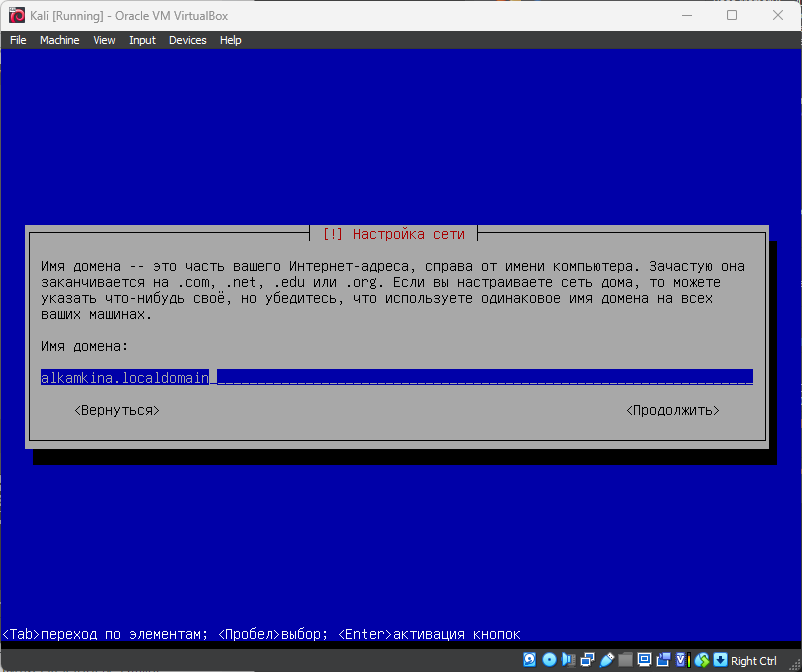 Kali [Running] - Oracle VM VirtualBox
File Machine View Input Devices Help
[!] Настройка сети
Имя домена -- это часть вашего Интернет-адреса, справа от имени компьютера. Зачастую она
заканчивается на .com, .net, .edu или .org. Если вы настраиваете сеть дома, то можете
указать что-нибудь своё, но убедитесь, что используете одинаковое имя домена на всех
ваших машинах.
Имя домена:
alkamkina.localdomain
<Вернуться> <Продолжить>
<Tab>переход по элементам; <Пробел>выбор; <Enter>активация кнопок
Right Ctrl